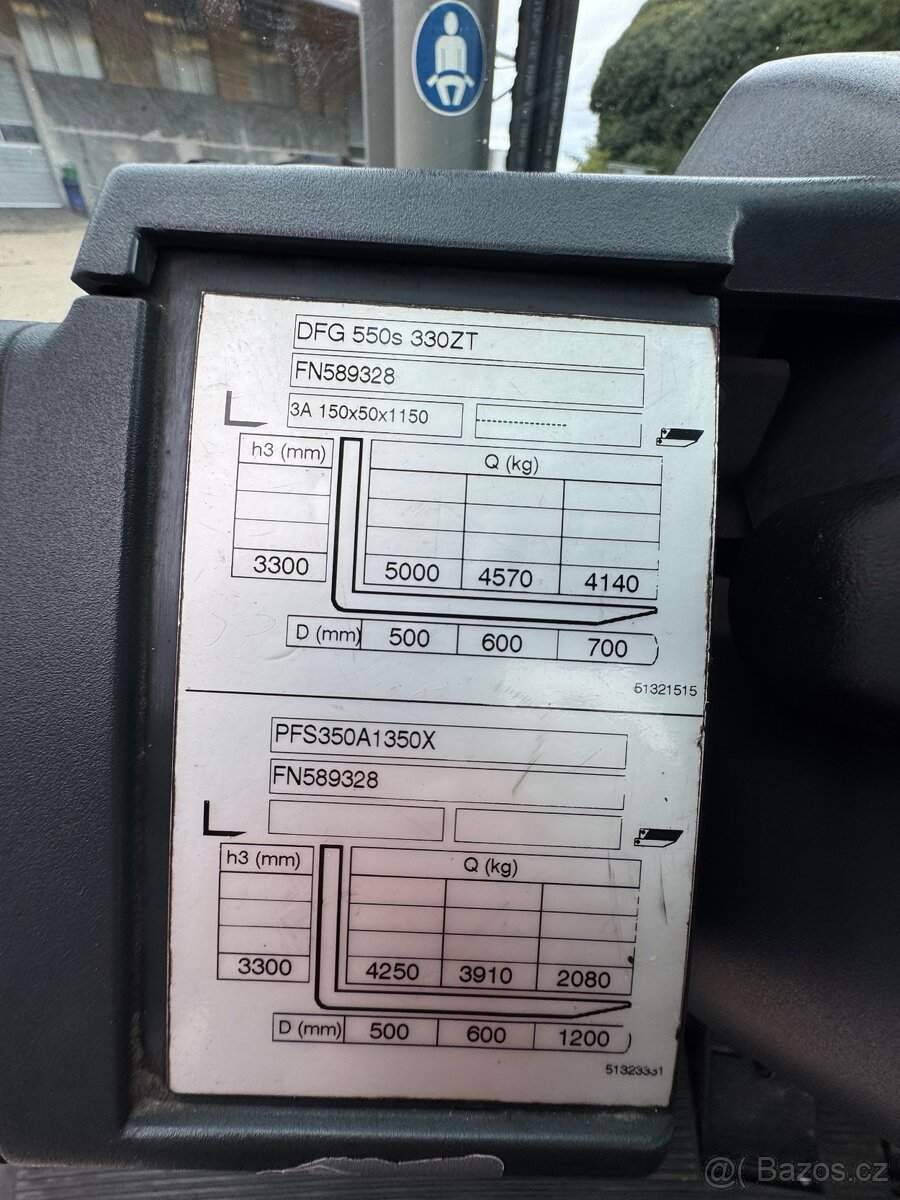 DFG 550s 330ZT
FN589328
3A 150x50x1150 -------------------
h3 (mm) Q (kg)
3300 5000 4570 4140
D (mm) 500 600 700
51321515
PFS350A1350X
FN589328
h3 (mm) Q (kg)
3300 4250 3910 2080
D (mm) 500 600 1200
51323331
@( Bazos.cz